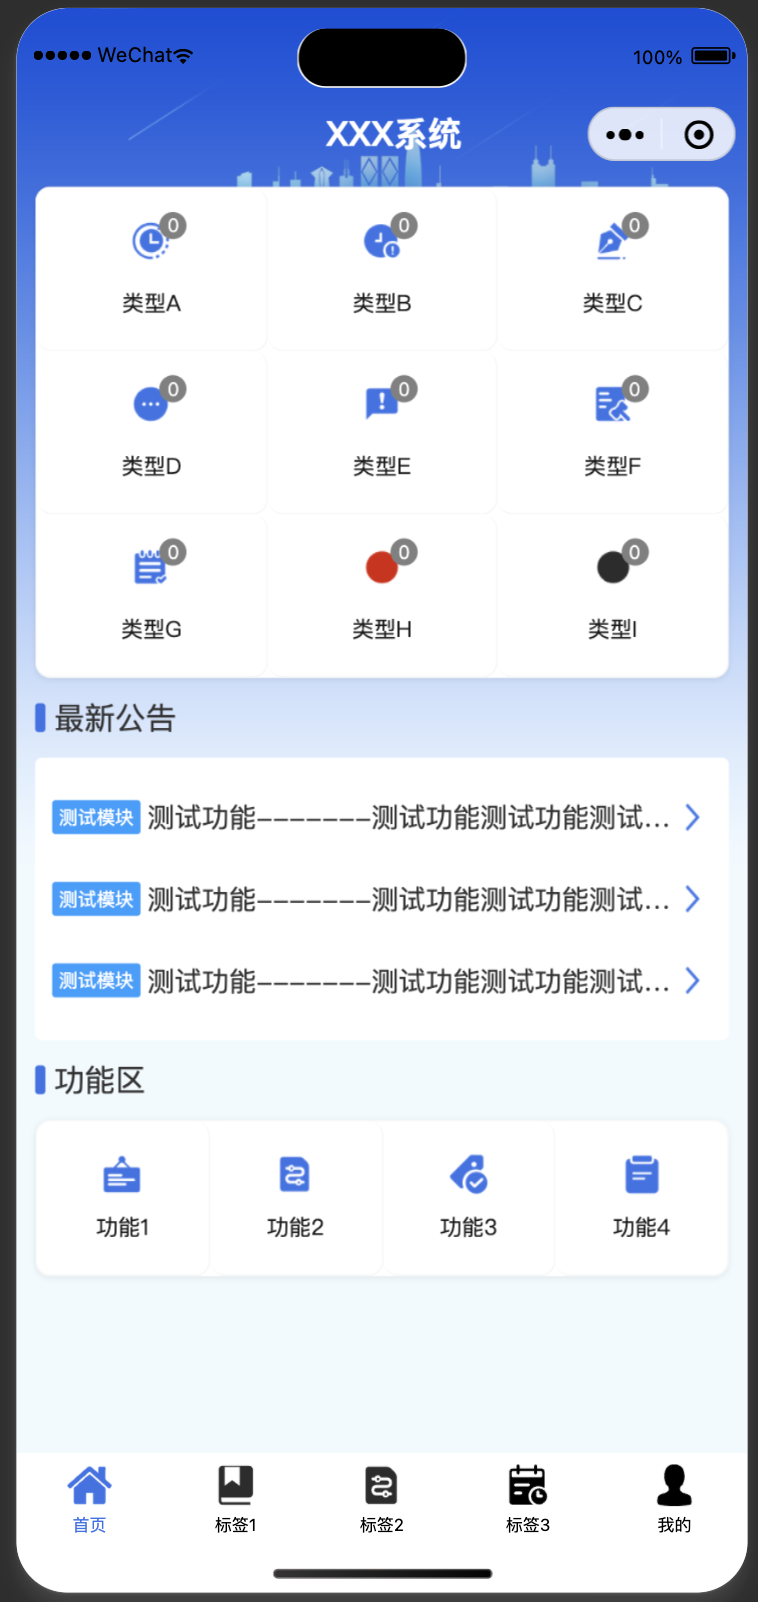 WeChat 100%
XXX系统
0 0 0
类型A 类型B 类型C
0 0 0
类型D 类型E 类型F
0 0 0
类型G 类型H 类型I
最新公告
测试模块 测试功能-------测试功能测试功能测试...
测试模块 测试功能-------测试功能测试功能测试...
测试模块 测试功能-------测试功能测试功能测试...
功能区
功能1 功能2 功能3 功能4
首页 标签1 标签2 标签3 我的